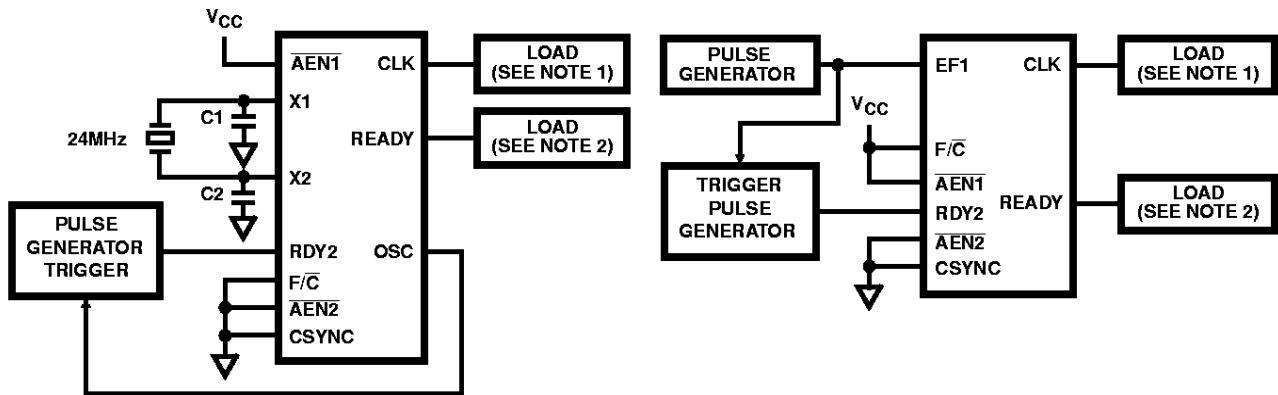 VCC
AEN1
CLK
LOAD
(SEE NOTE 1)
X1
C1
24MHz
READY
LOAD
(SEE NOTE 2)
X2
C2
PULSE
GENERATOR
TRIGGER
RDY2
OSC
F/C
AEN2
CSYNC
PULSE
GENERATOR
EF1
CLK
LOAD
(SEE NOTE 1)
VCC
F/C
TRIGGER
PULSE
GENERATOR
AEN1
RDY2
READY
LOAD
(SEE NOTE 2)
AEN2
CSYNC